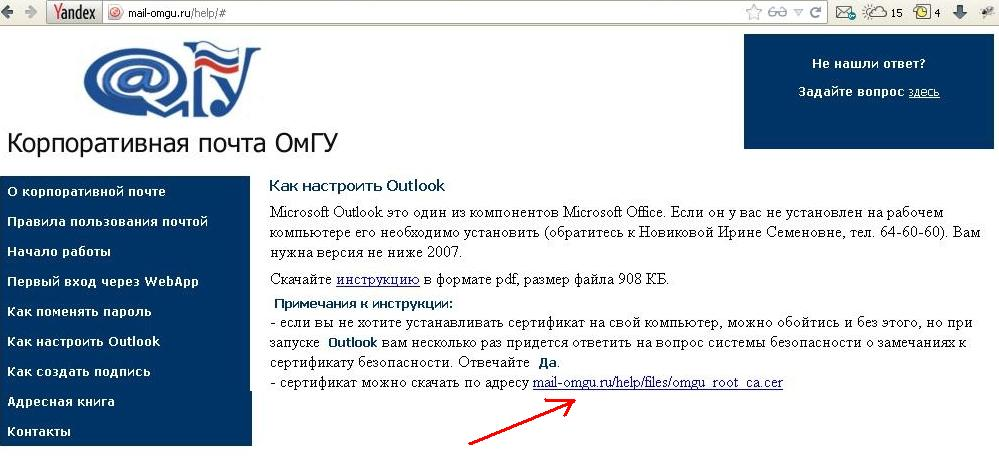 Yandex
mail-omgu.ru/help/#
15
4
@мГУ
Корпоративная почта ОмГУ
Не нашли ответ?
Задайте вопрос здесь
О корпоративной почте
Правила пользования почтой
Начало работы
Первый вход через WebApp
Как поменять пароль
Как настроить Outlook
Как создать подпись
Адресная книга
Контакты
Как настроить Outlook
Microsoft Outlook это один из компонентов Microsoft Office. Если он у вас не установлен на рабочем
компьютере его необходимо установить (обратитесь к Новиковой Ирине Семеновне, тел. 64-60-60). Вам
нужна версия не ниже 2007.
Скачайте инструкцию в формате pdf, размер файла 908 КБ.
Примечания к инструкции:
- если вы не хотите устанавливать сертификат на свой компьютер, можно обойтись и без этого, но при
запуске Outlook вам несколько раз придется ответить на вопрос системы безопасности о замечаниях к
сертификату безопасности. Отвечайте Да.
- сертификат можно скачать по адресу mail-omgu.ru/help/files/omgu_root_ca.cer